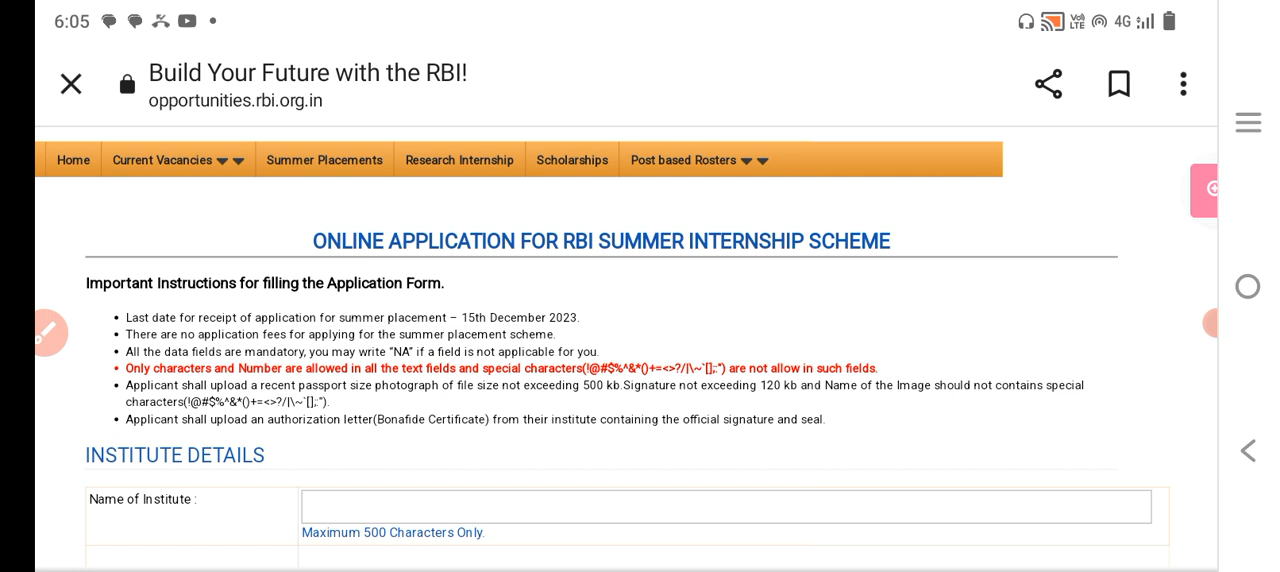 6:05
4G
Build Your Future with the RBI!
opportunities.rbi.org.in
Home Current Vacancies Summer Placements Research Internship Scholarships Post based Rosters
ONLINE APPLICATION FOR RBI SUMMER INTERNSHIP SCHEME
Important Instructions for filling the Application Form.
• Last date for receipt of application for summer placement – 15th December 2023.
• There are no application fees for applying for the summer placement scheme.
• All the data fields are mandatory, you may write "NA" if a field is not applicable for you.
• Only characters and Number are allowed in all the text fields and special characters(!@#$%^&*()+=<>?/|\~`[];:") are not allow in such fields.
• Applicant shall upload a recent passport size photograph of file size not exceeding 500 kb.Signature not exceeding 120 kb and Name of the Image should not contains special
characters(!@#$%^&*()+=<>?/|\~`[];:").
• Applicant shall upload an authorization letter(Bonafide Certificate) from their institute containing the official signature and seal.
INSTITUTE DETAILS
Name of Institute :
Maximum 500 Characters Only.